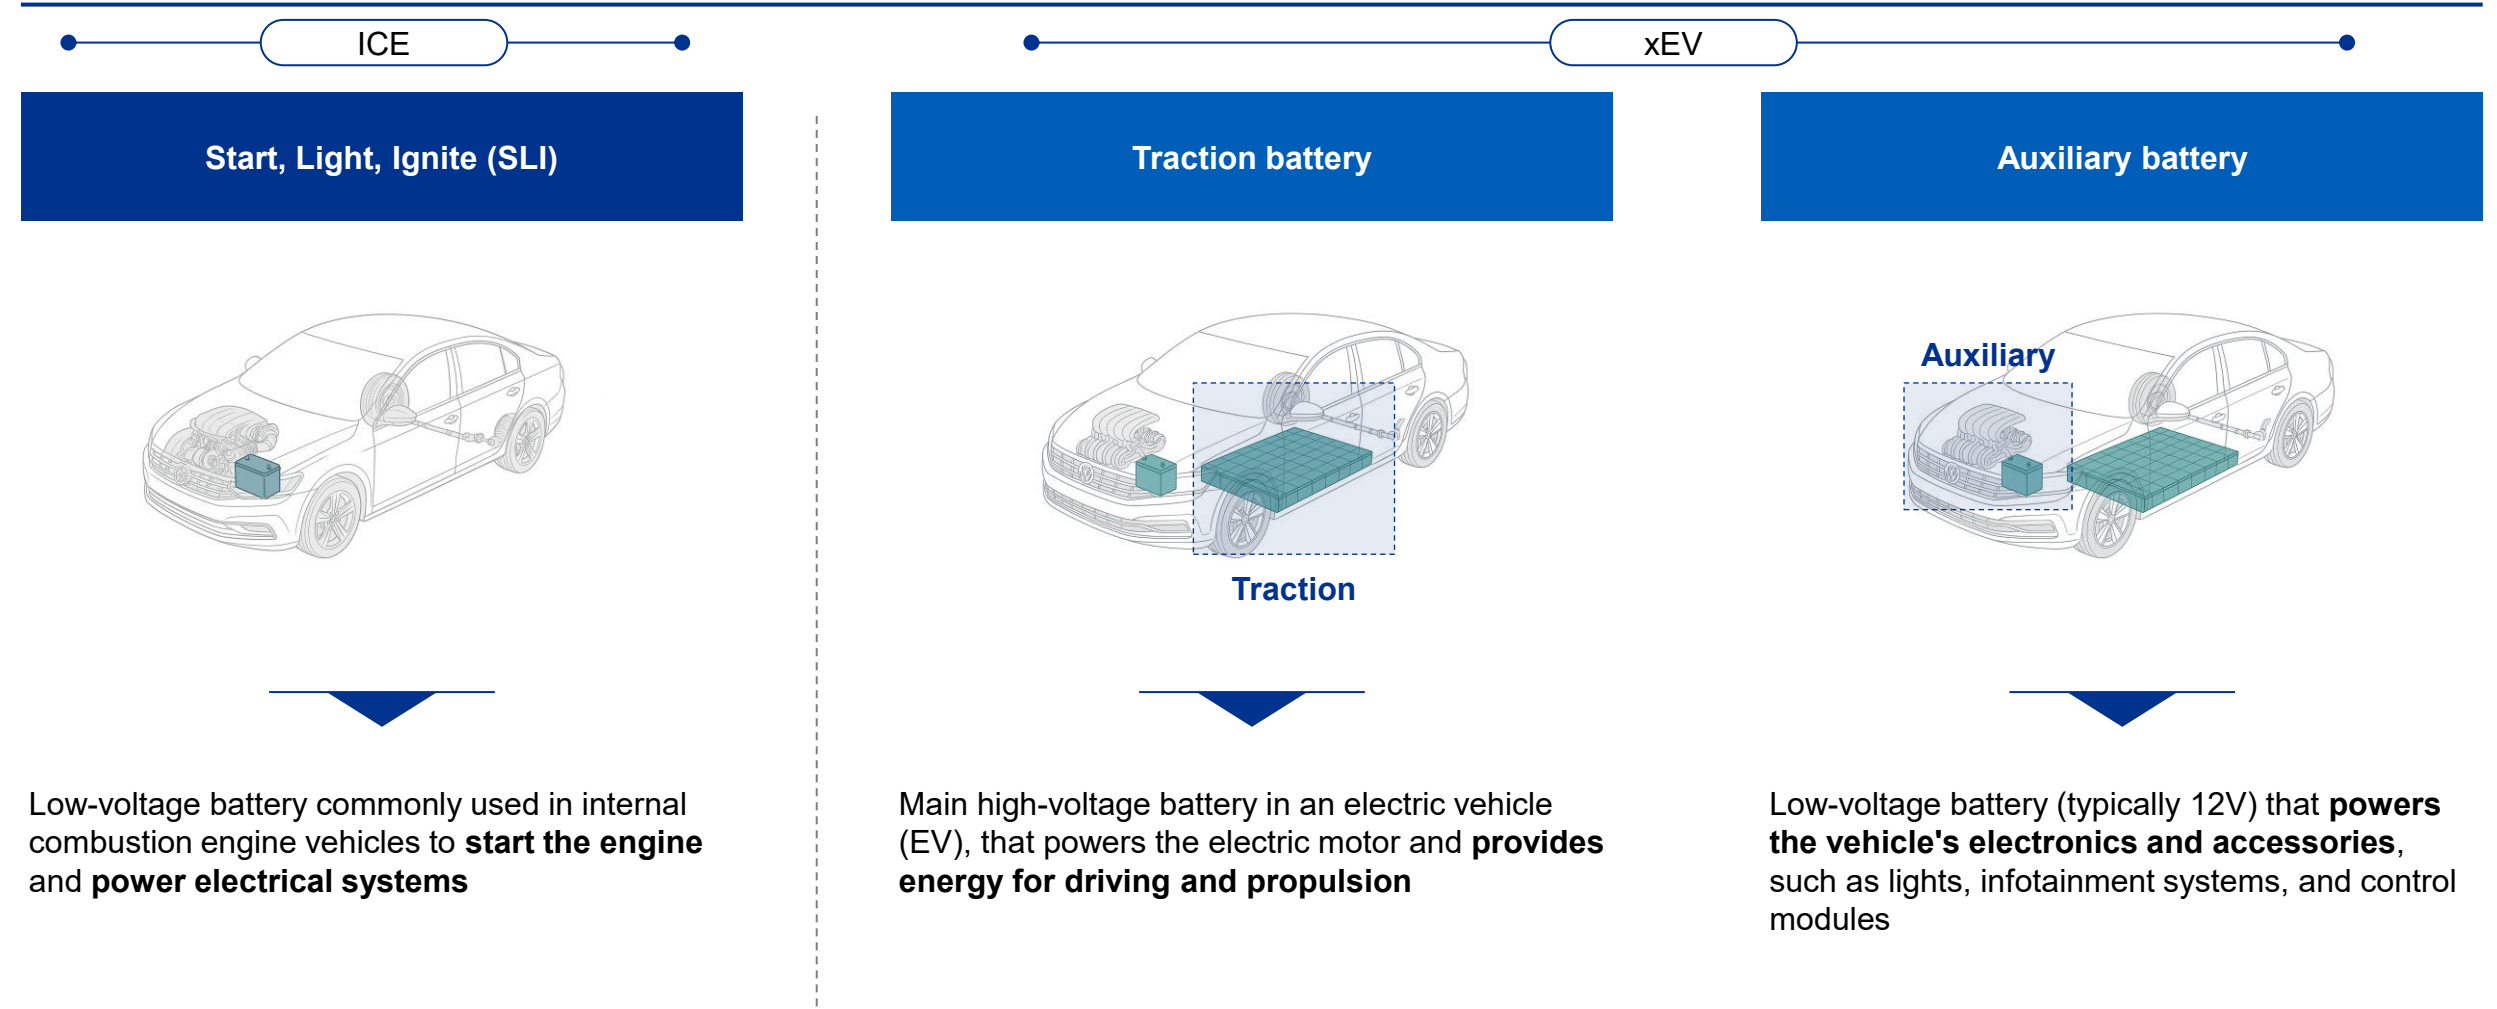 ICE
xEV
Start, Light, Ignite (SLI)
Traction battery
Auxiliary battery
Auxiliary
Traction
Low-voltage battery commonly used in internal
combustion engine vehicles to start the engine
and power electrical systems
Main high-voltage battery in an electric vehicle
(EV), that powers the electric motor and provides
energy for driving and propulsion
Low-voltage battery (typically 12V) that powers
the vehicle's electronics and accessories,
such as lights, infotainment systems, and control
modules